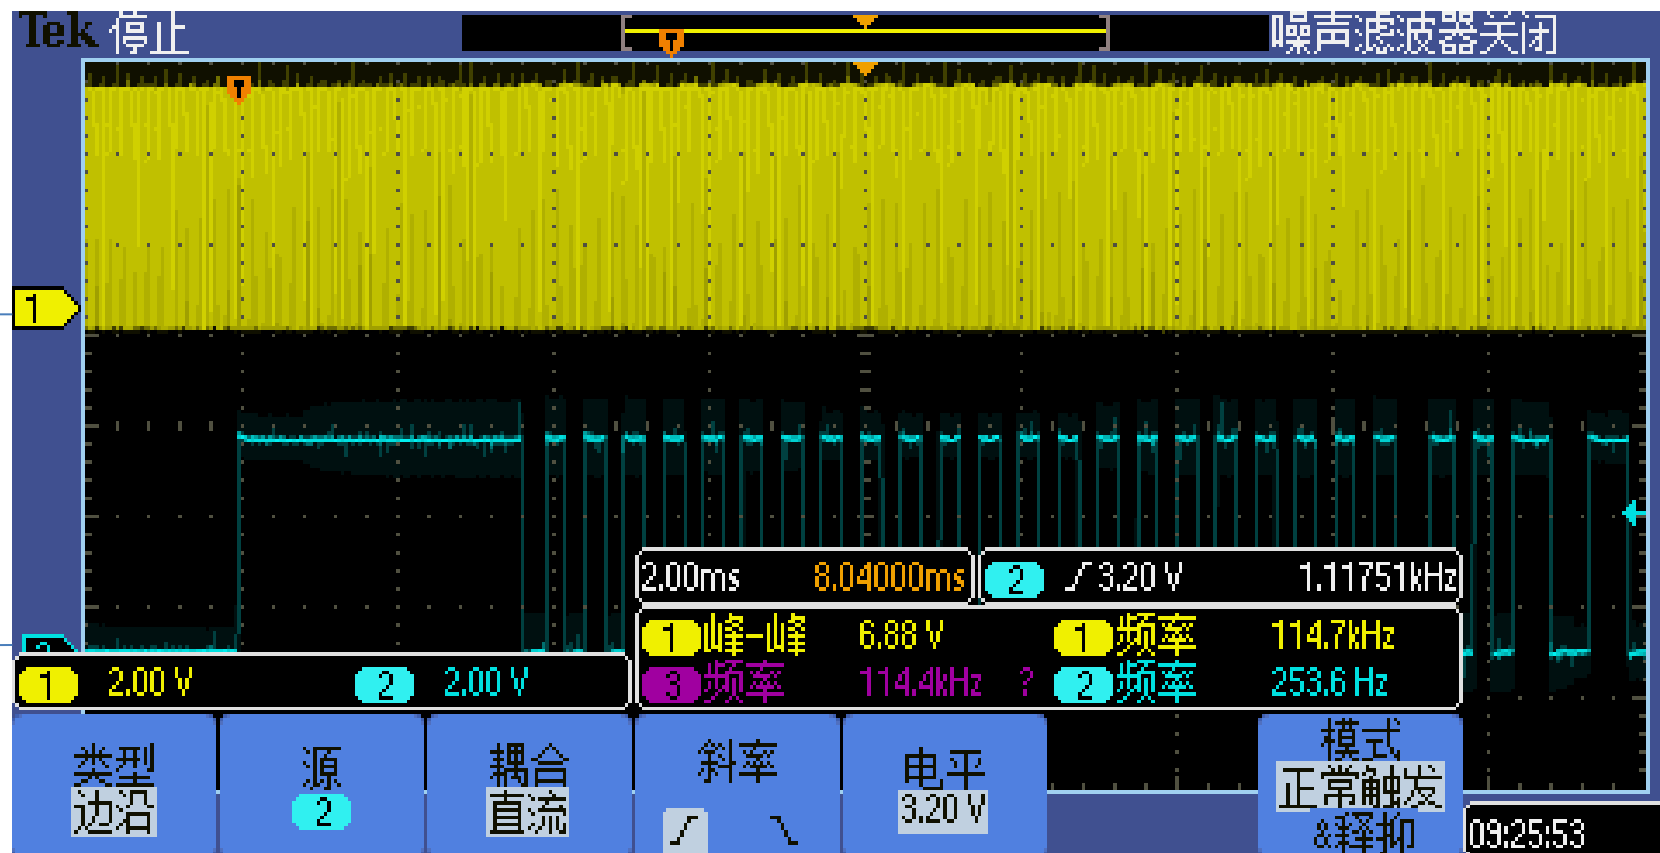 Tek 停止 噪声滤波器关闭
T
T
1
2
2.00ms 8.04000ms 2 3.20 V 1.11751kHz
1 峰-峰 6.88 V 1 频率 114.7kHz
3 频率 114.4kHz ? 2 频率 253.6 Hz
1 2.00 V 2 2.00 V
类型
边沿
源
2
耦合
直流
斜率
电平
3.20 V
模式
正常触发
&释抑
09:25:53